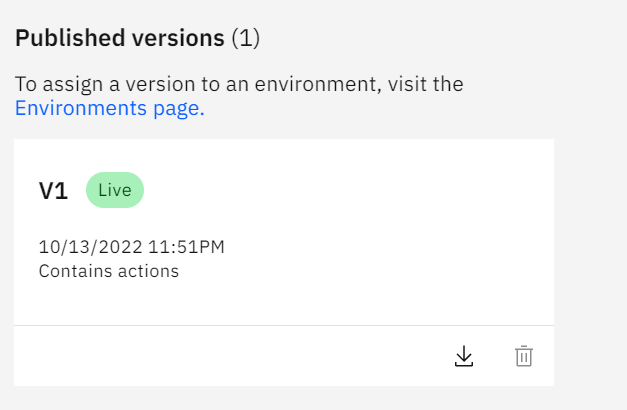 Published versions (1)
To assign a version to an environment, visit the
Environments page.
V1 Live
10/13/2022 11:51PM
Contains actions